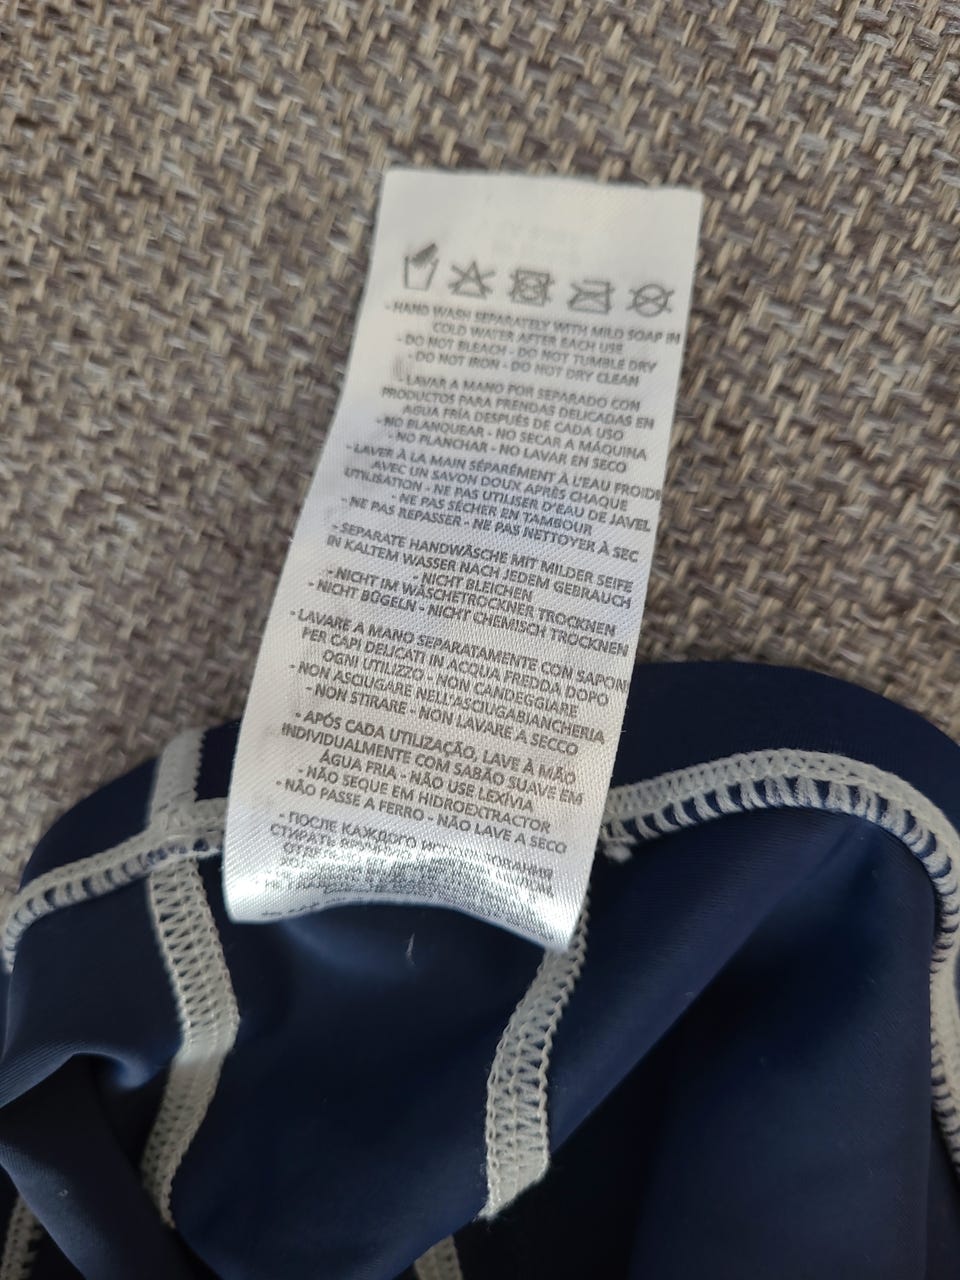 - HAND WASH SEPARATELY WITH MILD SOAP IN
COLD WATER AFTER EACH USE
- DO NOT BLEACH - DO NOT TUMBLE DRY
- DO NOT IRON - DO NOT DRY CLEAN
- LAVAR A MANO POR SEPARADO CON
PRODUCTOS PARA PRENDAS DELICADAS EN
AGUA FRÍA DESPUÉS DE CADA USO
- NO BLANQUEAR - NO SECAR A MÁQUINA
- NO PLANCHAR - NO LAVAR EN SECO
- LAVER À LA MAIN SÉPARÉMENT À L'EAU FROIDE
AVEC UN SAVON DOUX APRÈS CHAQUE
UTILISATION - NE PAS UTILISER D'EAU DE JAVEL
- NE PAS SÉCHER EN TAMBOUR
- NE PAS REPASSER - NE PAS NETTOYER À SEC
- SEPARATE HANDWÄSCHE MIT MILDER SEIFE
IN KALTEM WASSER NACH JEDEM GEBRAUCH
- NICHT BLEICHEN
- NICHT IM WÄSCHETROCKNER TROCKNEN
- NICHT BÜGELN - NICHT CHEMISCH TROCKNEN
- LAVARE A MANO SEPARATAMENTE CON SAPON
PER CAPI DELICATI IN ACQUA FREDDA DOPO
OGNI UTILIZZO - NON CANDEGGIARE
- NON ASCIUGARE NELL'ASCIUGABIANCHERIA
- NON STIRARE - NON LAVARE A SECCO
- APÓS CADA UTILIZAÇÃO, LAVE À MÃO
INDIVIDUALMENTE COM SABÃO SUAVE EM
ÁGUA FRIA - NÃO USE LEXÍVIA
- NÃO SEQUE EM HIDROEXTRACTOR
- NÃO PASSE A FERRO - NÃO LAVE A SECO
- ПОСЛЕ КАЖДОГО ИСПОЛЬЗОВАНИЯ
СТИРАТЬ